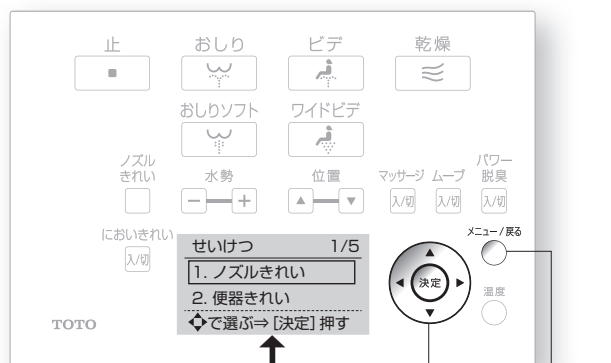 止
おしり
ビデ
乾燥
おしりソフト
ワイドビデ
ノズル
きれい
水勢
位置
マッサージ
ムーブ
パワー
脱臭
入/切
入/切
入/切
においきれい
入/切
メニュー/戻る
せいけつ 1/5
1. ノズルきれい
2. 便器きれい
で選ぶ⇒[決定]押す
決定
温度
TOTO